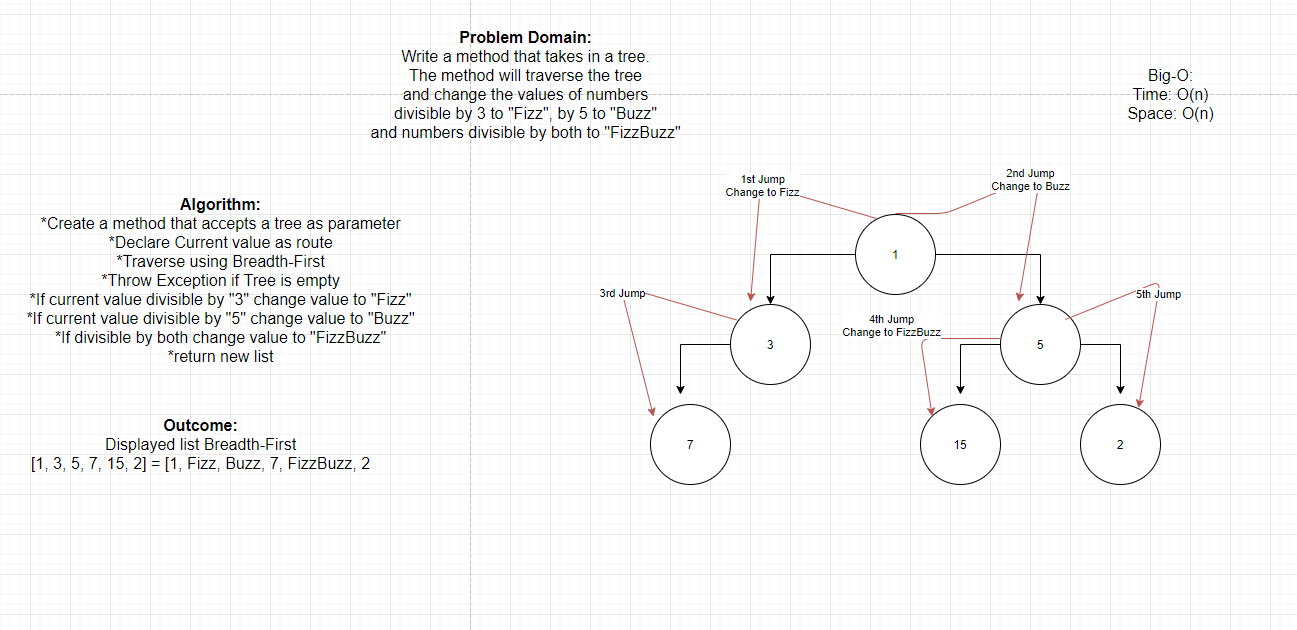 Problem Domain:
Write a method that takes in a tree.
The method will traverse the tree
and change the values of numbers
divisible by 3 to "Fizz", by 5 to "Buzz"
and numbers divisible by both to "FizzBuzz"
Big-O:
Time: O(n)
Space: O(n)
Algorithm:
*Create a method that accepts a tree as parameter
*Declare Current value as route
*Traverse using Breadth-First
*Throw Exception if Tree is empty
*If current value divisible by "3" change value to "Fizz"
*If current value divisible by "5" change value to "Buzz"
*If divisible by both change value to "FizzBuzz"
*return new list
Outcome:
Displayed list Breadth-First
[1, 3, 5, 7, 15, 2] = [1, Fizz, Buzz, 7, FizzBuzz, 2
1st Jump
Change to Fizz
2nd Jump
Change to Buzz
1
3rd Jump
5th Jump
4th Jump
Change to FizzBuzz
3
5
7
15
2